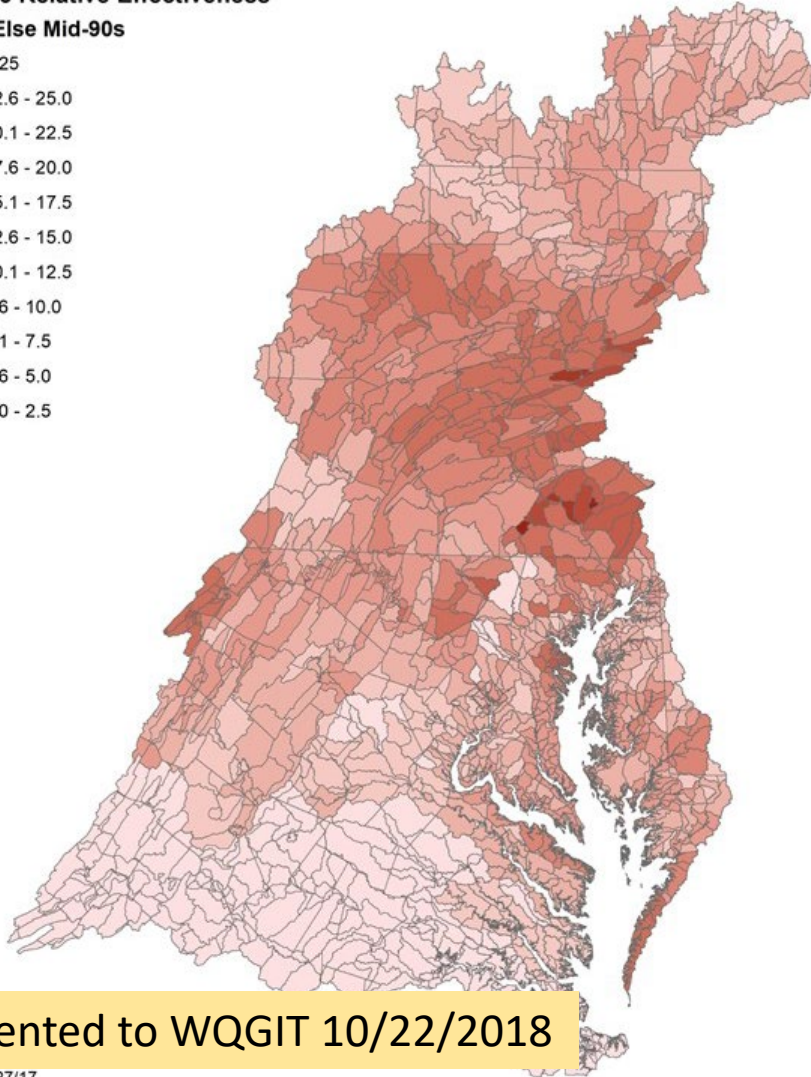 Else Mid-90s
25
2.6 - 25.0
0.1 - 22.5
7.6 - 20.0
5.1 - 17.5
2.6 - 15.0
0.1 - 12.5
6 - 10.0
1 - 7.5
6 - 5.0
0 - 2.5
ented to WQGIT 10/22/2018